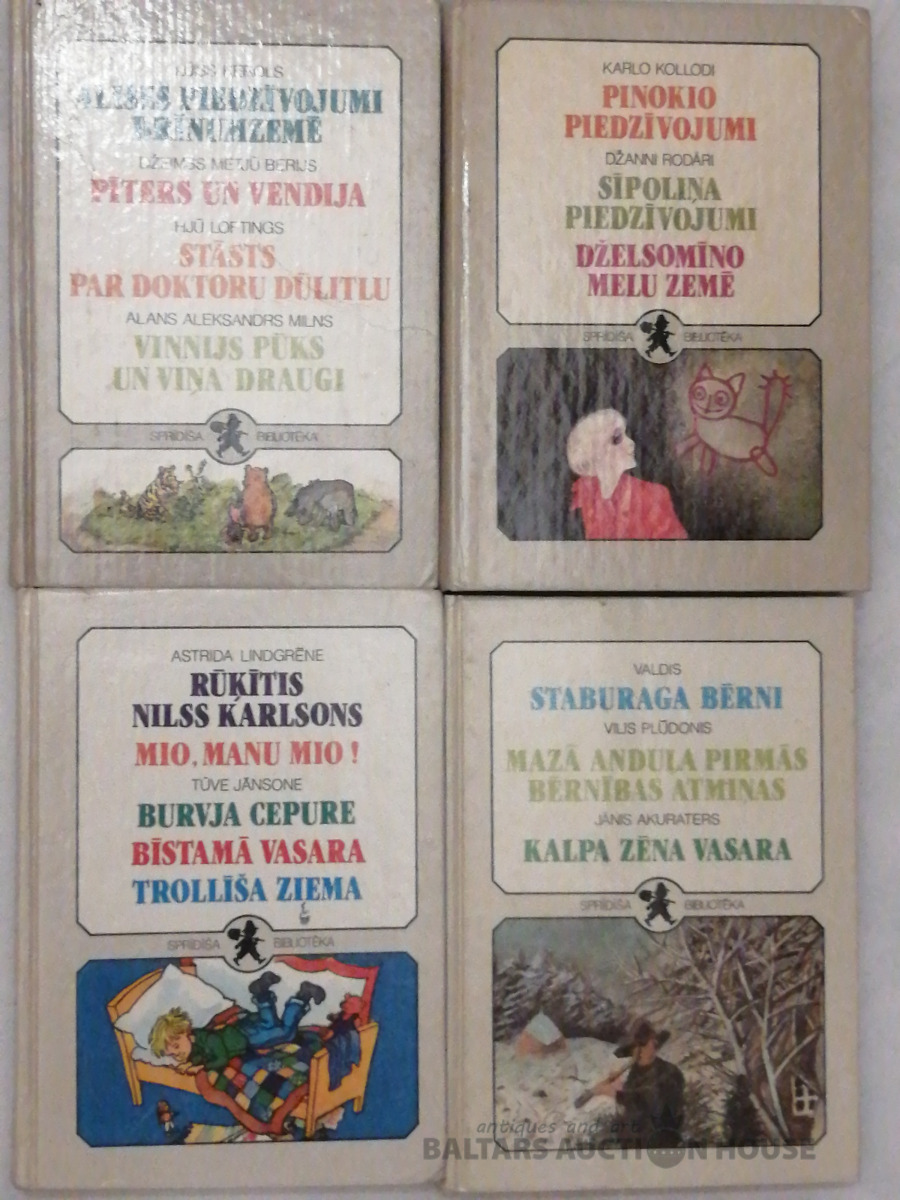 LUISS KEROLS
ALISES PIEDZĪVOJUMI
BRĪNUMZEMĒ
DŽEIMSS METJŪ BERIJS
PĪTERS UN VENDIJA
HJŪ LOFTINGS
STĀSTS
PAR DOKTORU DŪLITLU
ALANS ALEKSANDRS MILNS
VINNIJS PŪKS
UN VIŅA DRAUGI
SPRĪDĪŠA BIBLIOTĒKA
KARLO KOLLODI
PINOKIO
PIEDZĪVOJUMI
DŽANNI RODĀRI
SĪPOLIŅA
PIEDZĪVOJUMI
DŽELSOMĪNO
MEĻU ZEMĒ
SPRĪDĪŠA BIBLIOTĒKA
ASTRIDA LINDGRĒNE
RŪĶĪTIS
NILSS KARLSONS
MIO, MANU MIO!
TŪVE JĀNSONE
BURVJA CEPURE
BĪSTAMĀ VASARA
TROLLĪŠA ZIEMA
SPRĪDĪŠA BIBLIOTĒKA
VALDIS
STABURAGA BĒRNI
VILIS PLŪDONIS
MAZĀ ANDUĻA PIRMĀS
BĒRNĪBAS ATMIŅAS
JĀNIS AKURATERS
KALPA ZĒNA VASARA
SPRĪDĪŠA BIBLIOTĒKA
antiques and art
BALTARS AUCTION HOUSE